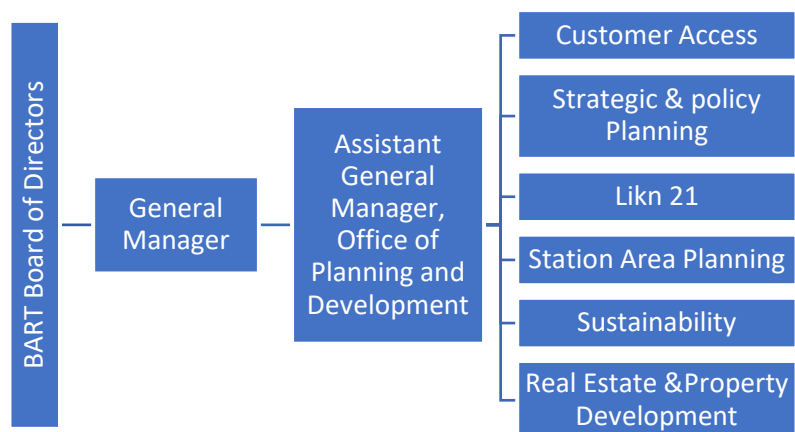 BART Board of Directors
General
Manager
Assistant
General
Manager,
Office of
Planning and
Development
Customer Access
Strategic & policy
Planning
Likn 21
Station Area Planning
Sustainability
Real Estate &Property
Development